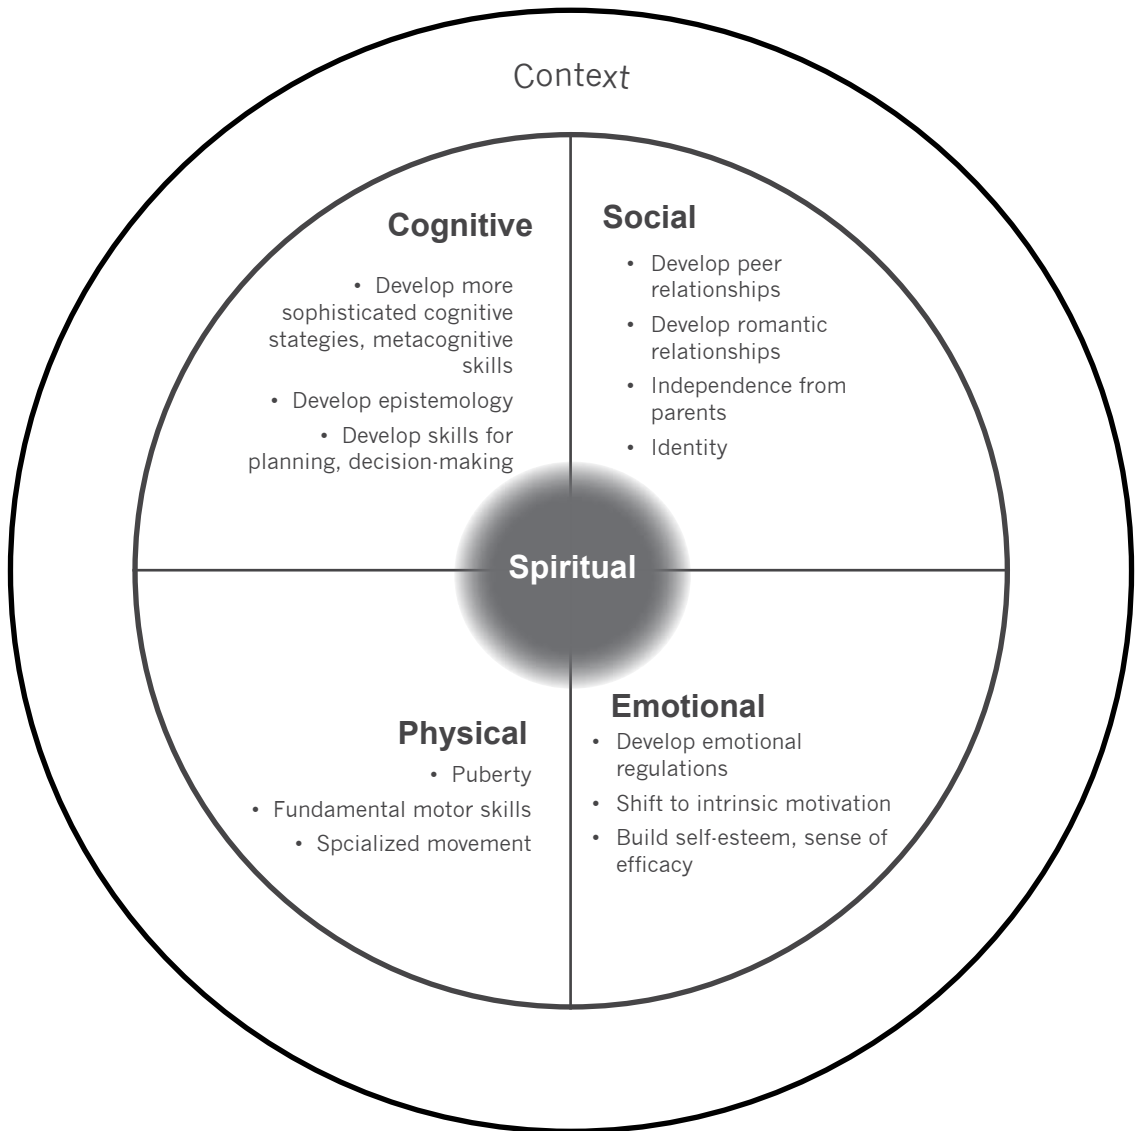 Context
Cognitive
• Develop more
sophisticated cognitive
stategies, metacognitive
skills
• Develop epistemology
• Develop skills for
planning, decision-making
Social
• Develop peer
relationships
• Develop romantic
relationships
• Independence from
parents
• Identity
Spiritual
Physical
• Puberty
• Fundamental motor skills
• Spcialized movement
Emotional
• Develop emotional
regulations
• Shift to intrinsic motivation
• Build self-esteem, sense of
efficacy